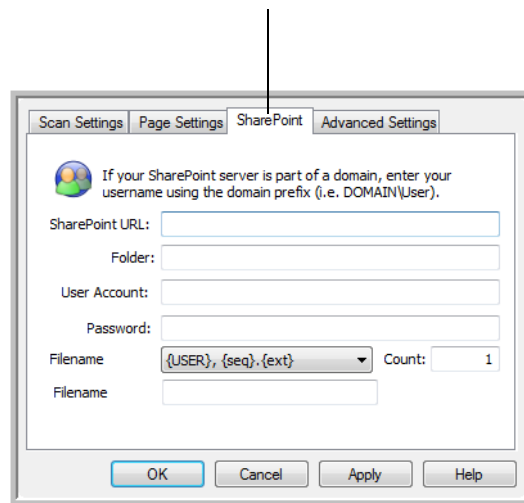 Scan Settings Page Settings SharePoint Advanced Settings
If your SharePoint server is part of a domain, enter your
username using the domain prefix (i.e. DOMAIN\User).
SharePoint URL:
Folder:
User Account:
Password:
Filename {USER}, {seq}.{ext} Count: 1
Filename
OK Cancel Apply Help